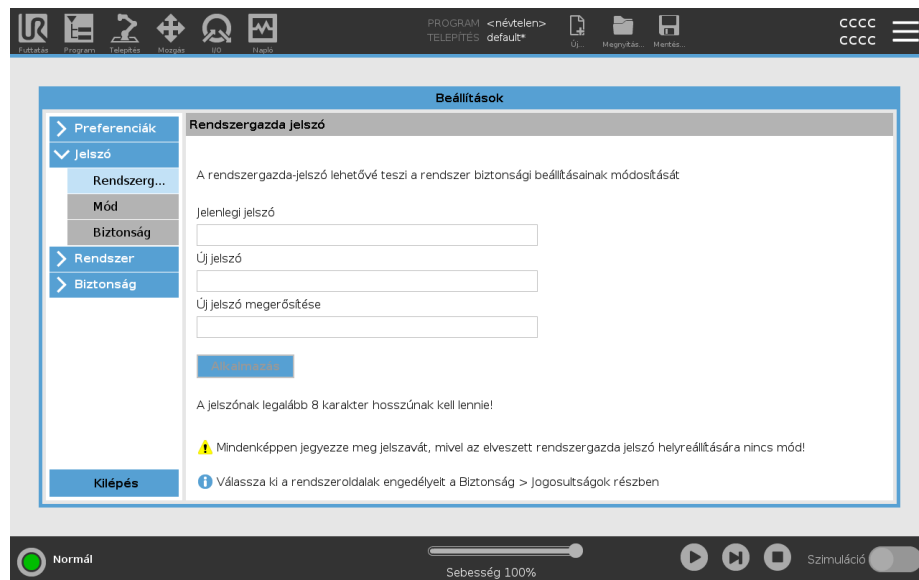 PROGRAM <névtelen>
TELEPÍTÉS default*
CCCC
CCCC
Futtatás Program Telepítés Mozgás I/O Napló Új... Megnyitás... Mentés...
Beállítások
Preferenciák
Jelszó
Rendszerg...
Mód
Biztonság
Rendszer
Biztonság
Kilépés
Rendszergazda jelszó
A rendszergazda-jelszó lehetővé teszi a rendszer biztonsági beállításainak módosítását
Jelenlegi jelszó
Új jelszó
Új jelszó megerősítése
Alkalmazás
A jelszónak legalább 8 karakter hosszúnak kell lennie!
Mindenképpen jegyezze meg jelszavát, mivel az elveszett rendszergazda jelszó helyreállítására nincs mód!
Válassza ki a rendszeroldalak engedélyeit a Biztonság > Jogosultságok részben
Normál
Sebesség 100%
Szimuláció